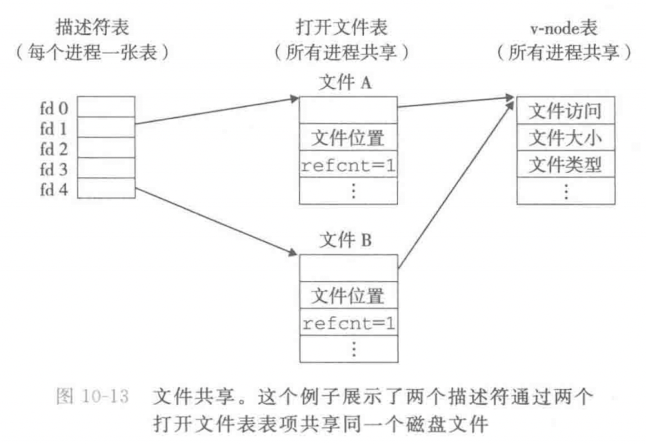 描述符表
（每个进程一张表）
打开文件表
（所有进程共享）
v-node表
（所有进程共享）
fd 0
fd 1
fd 2
fd 3
fd 4
文件 A
文件位置
refcnt=1
⋮
文件 B
文件位置
refcnt=1
⋮
文件访问
文件大小
文件类型
⋮
图 10-13 文件共享。这个例子展示了两个描述符通过两个
打开文件表表项共享同一个磁盘文件